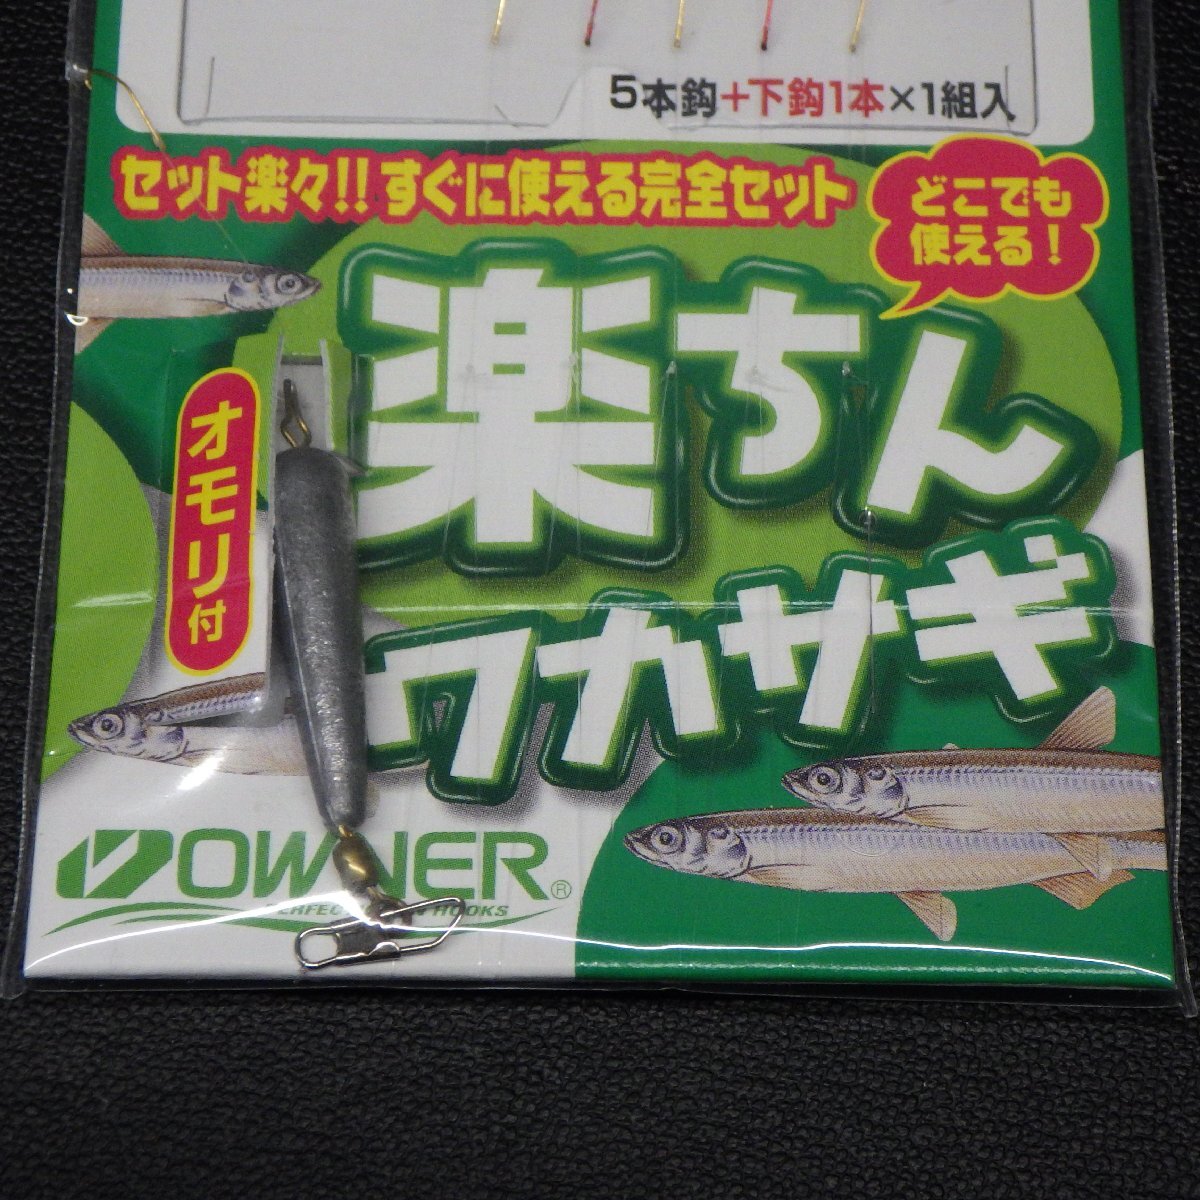 5本鈎+下鈎1本×1組入
セット楽々!!すぐに使える完全セット
どこでも
使える!
楽ちん
ワカサギ
オモリ付
OWNER®
HOOKS